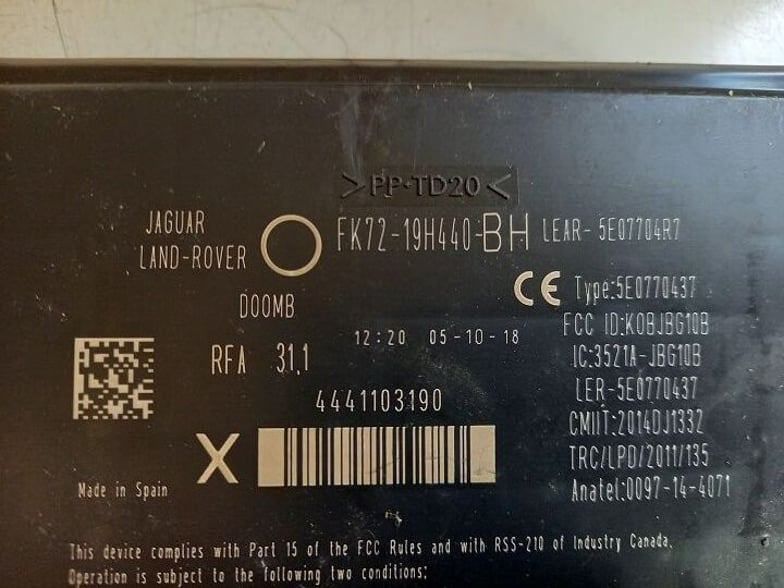 >PP-TD20<
JAGUAR
LAND-ROVER
FK72-19H440-BH
LEAR- 5E07704R7
DOOMB
CE
Type:5E0770437
FCC ID:KOBJBG10B
12:20 05-10-18
RFA 31,1
IC:3521A-JBG10B
LER-5E0770437
4441103190
CMIIT:2014DJ1332
X
TRC/LPD/2011/135
Made in Spain
Anatel:0097-14-4071
This device complies with Part 15 of the FCC Rules and with RSS-210 of Industry Canada.
Operation is subject to the following two conditions: